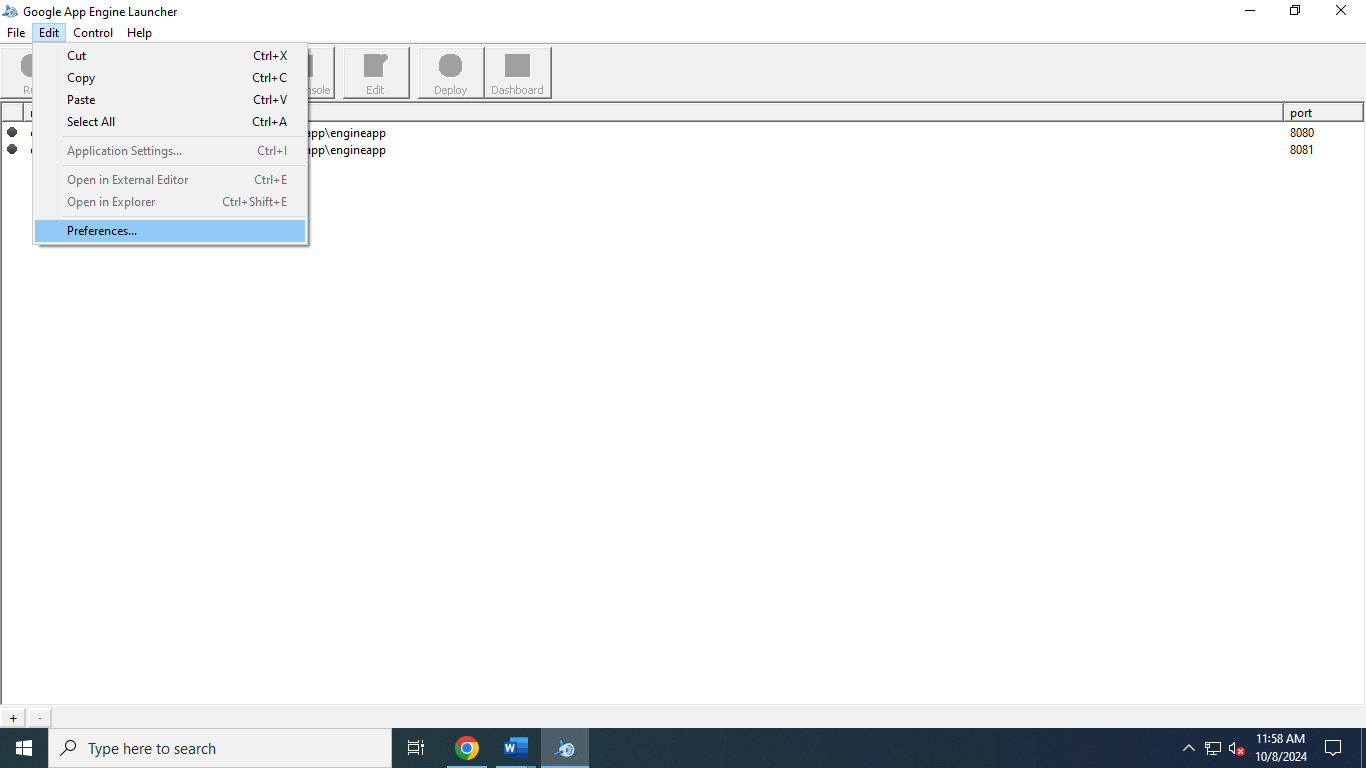 Google App Engine Launcher
File Edit Control Help
Cut Ctrl+X
Copy Ctrl+C
Paste Ctrl+V
Select All Ctrl+A
Application Settings... Ctrl+I
Open in External Editor Ctrl+E
Open in Explorer Ctrl+Shift+E
Preferences...
Edit
Deploy
Dashboard
port
app\engineapp 8080
app\engineapp 8081
+ -
Type here to search
11:58 AM
10/8/2024